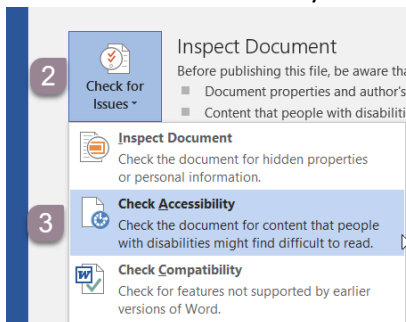 Inspect Document
2
Check for
Issues
Before publishing this file, be aware tha
Document properties and author's
Content that people with disabiliti
Inspect Document
Check the document for hidden properties
or personal information.
3
Check Accessibility
Check the document for content that people
with disabilities might find difficult to read.
Check Compatibility
Check for features not supported by earlier
versions of Word.